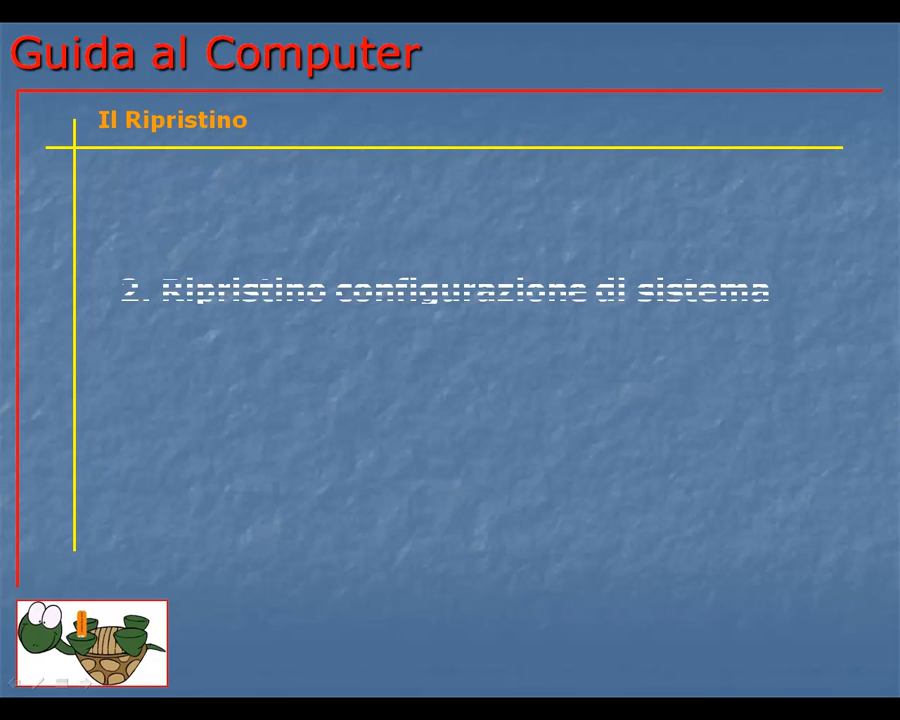 Guida al Computer
Il Ripristino
2. Ripristino configurazione di sistema